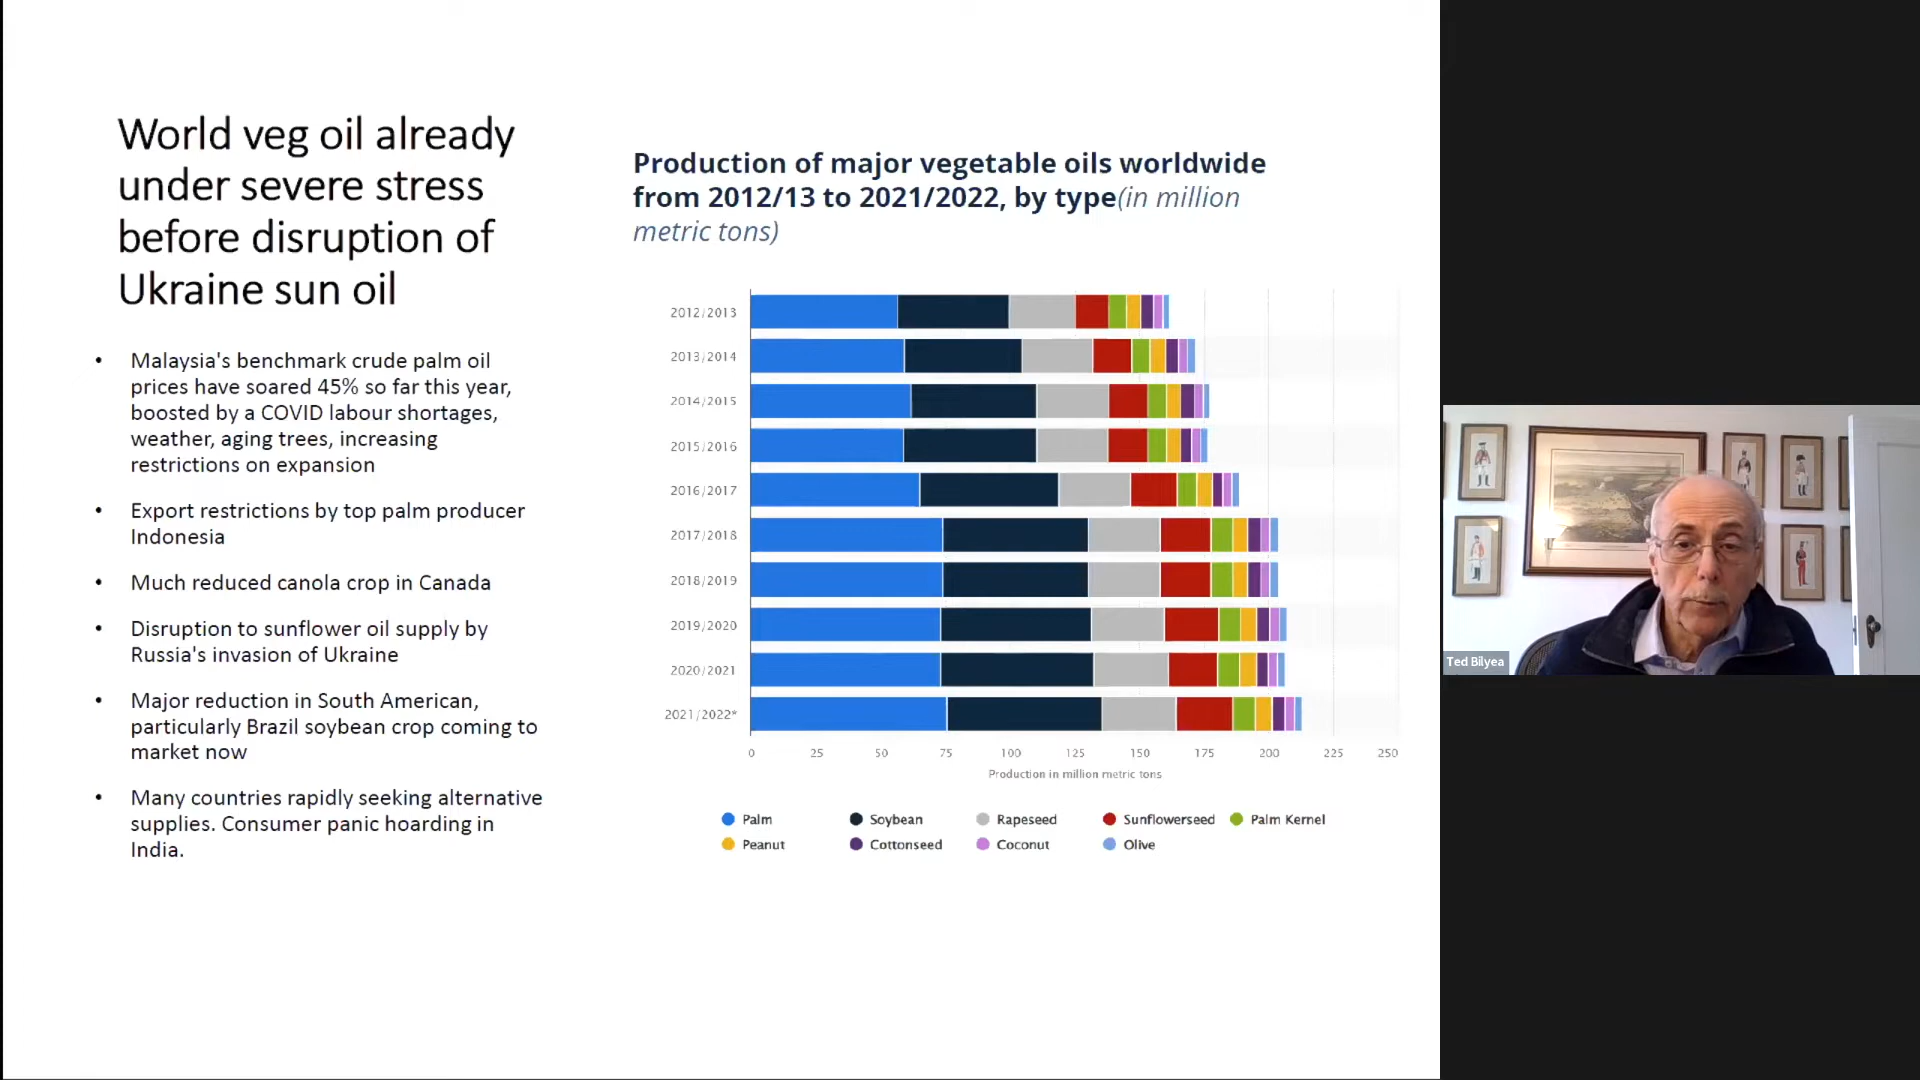 World veg oil already
under severe stress
before disruption of
Ukraine sun oil
• Malaysia's benchmark crude palm oil
prices have soared 45% so far this year,
boosted by a COVID labour shortages,
weather, aging trees, increasing
restrictions on expansion
• Export restrictions by top palm producer
Indonesia
• Much reduced canola crop in Canada
• Disruption to sunflower oil supply by
Russia's invasion of Ukraine
• Major reduction in South American,
particularly Brazil soybean crop coming to
market now
• Many countries rapidly seeking alternative
supplies. Consumer panic hoarding in
India.
Production of major vegetable oils worldwide
from 2012/13 to 2021/2022, by type(in million
metric tons)
2012/2013
2013/2014
2014/2015
2015/2016
2016/2017
2017/2018
2018/2019
2019/2020
2020/2021
2021/2022*
0 25 50 75 100 125 150 175 200 225 250
Production in million metric tons
Palm Soybean Rapeseed Sunflowerseed Palm Kernel
Peanut Cottonseed Coconut Olive
Ted Bilyea